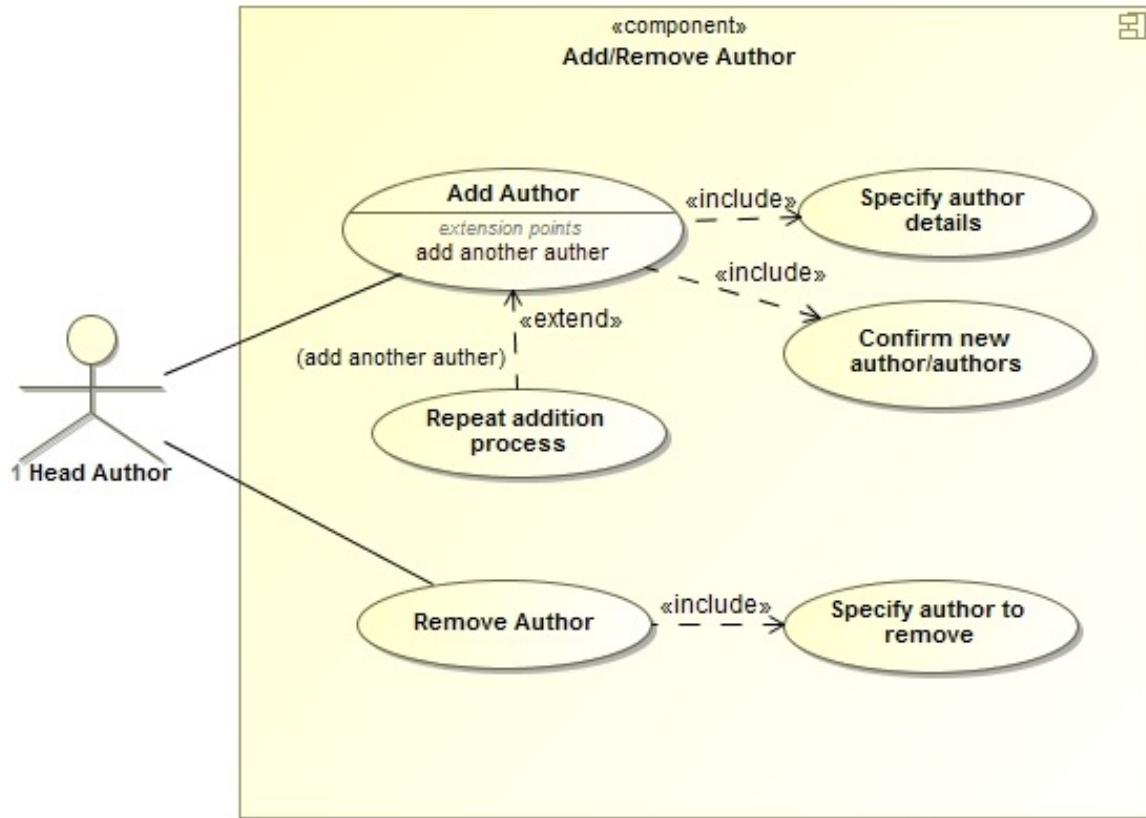 «component»
Add/Remove Author
Add Author
extension points
add another auther
«include»
Specify author
details
«include»
Confirm new
author/authors
«extend»
(add another auther)
Repeat addition
process
1 Head Author
Remove Author
«include»
Specify author to
remove